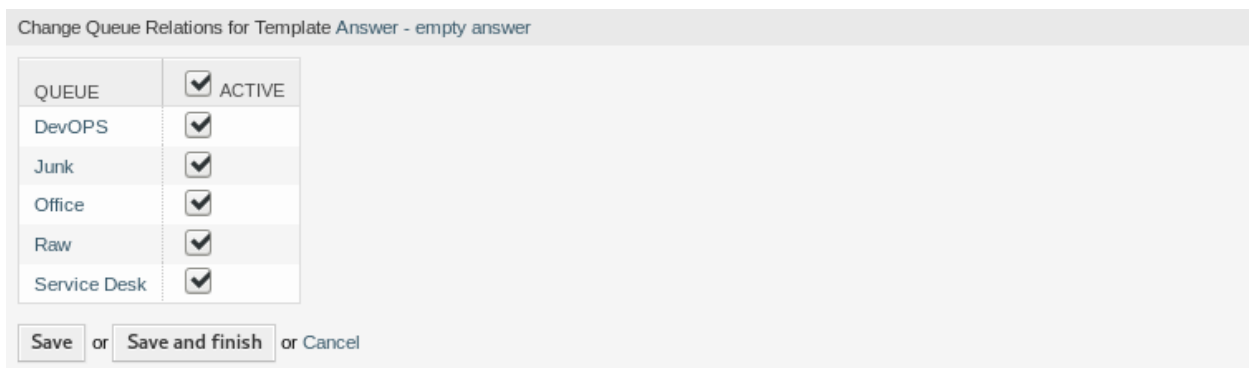 Change Queue Relations for Template Answer - empty answer
QUEUE ACTIVE
DevOPS
Junk
Office
Raw
Service Desk
Save or Save and finish or Cancel